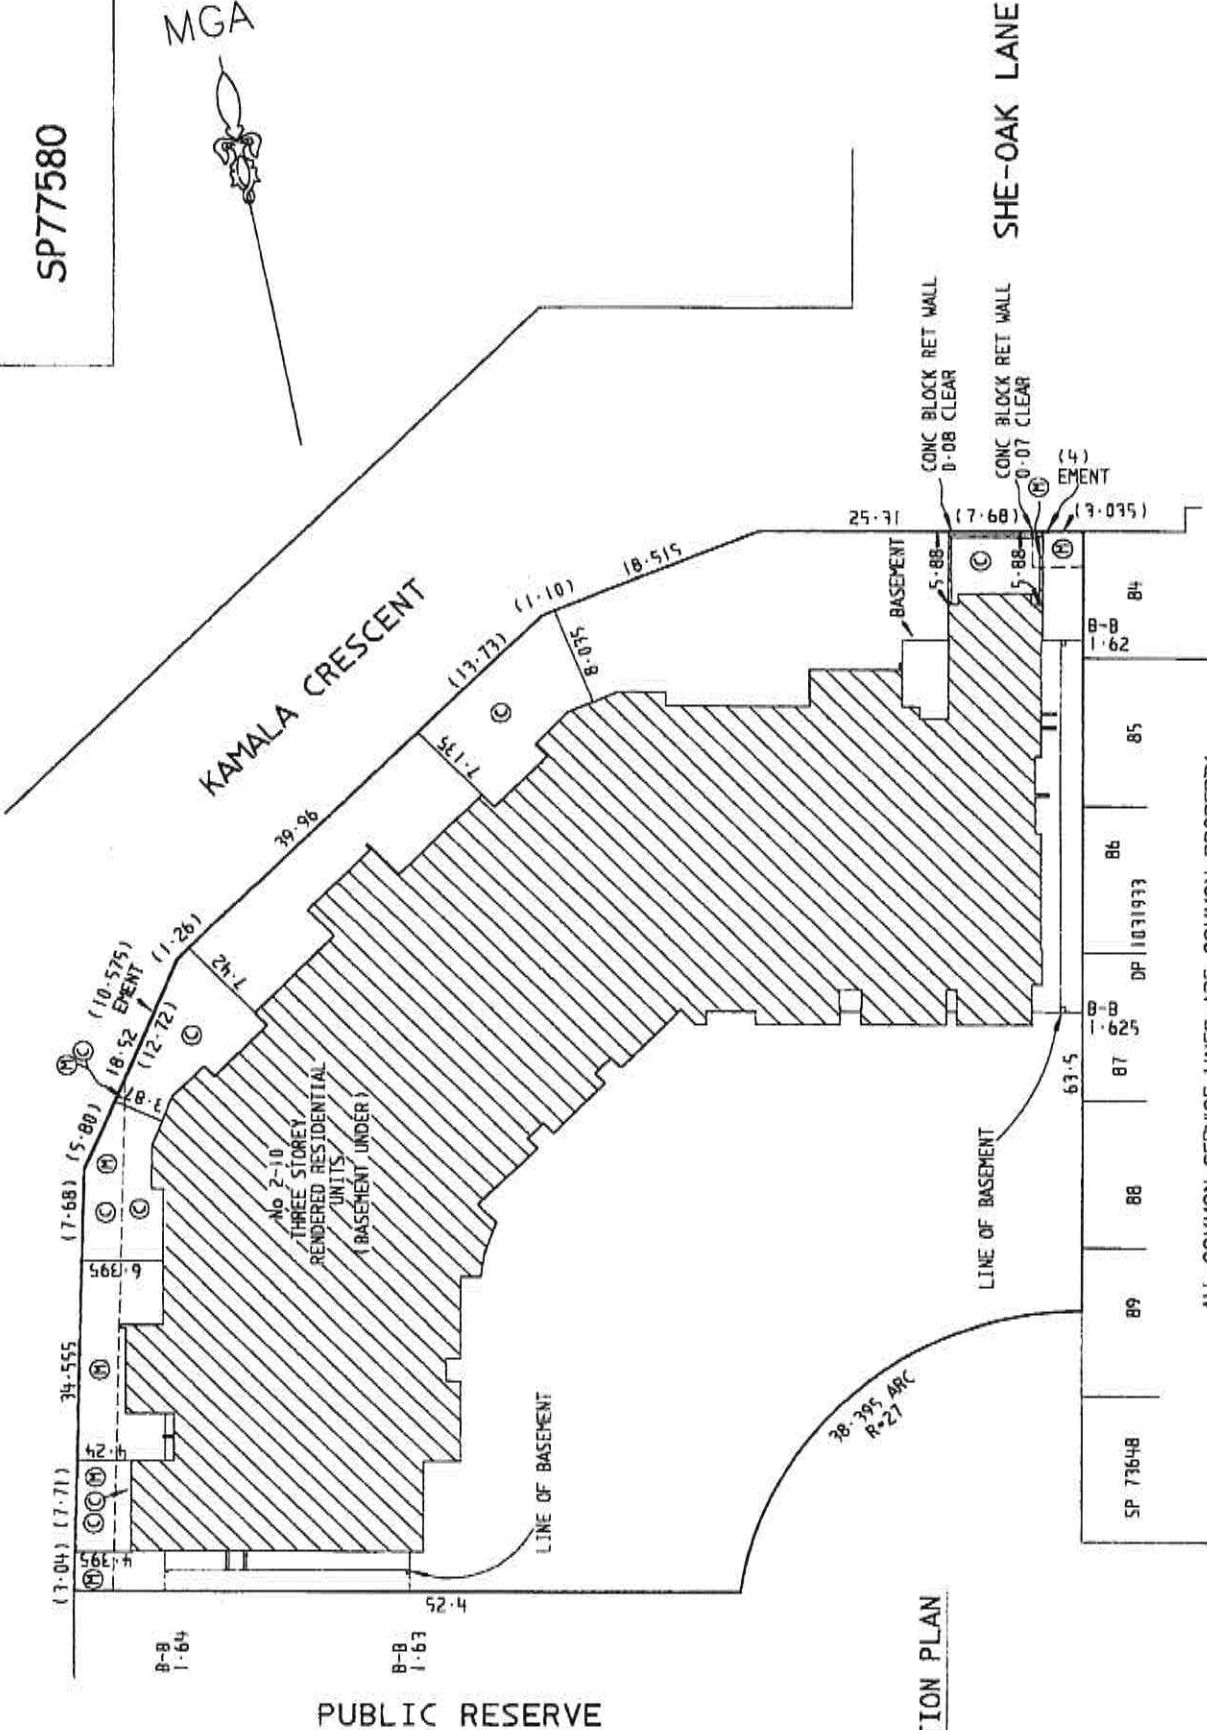 SP77580
MGA
SHE-OAK LANE
KAMALA CRESCENT
CONC BLOCK RET WALL
0·08 CLEAR
CONC BLOCK RET WALL
0·07 CLEAR
M
(4)
EMENT
(3·035)
(7·68)
25·31
18·515
(1·10)
(13·73)
8·035
7·135
C
39·96
(1·26)
(10·575)
EMENT
18·52
(12·72)
7·42
C
M
C
3·87
(5·80)
(7·68)
M
C
C
6·395
34·555
M
4·24
(7·71)
(3·04)
C C M
4·395
M
BASEMENT
5·88
5·88
C
M
No 2-10
THREE STOREY
RENDERED RESIDENTIAL
UNITS
(BASEMENT UNDER)
84
B-B
1·62
85
86
DP 1031933
B-B
1·625
87
63·5
88
89
SP 73648
LINE OF BASEMENT
LINE OF BASEMENT
38·395 ARC
R=27
52·4
B-B
1·64
B-B
1·63
PUBLIC RESERVE
TION PLAN